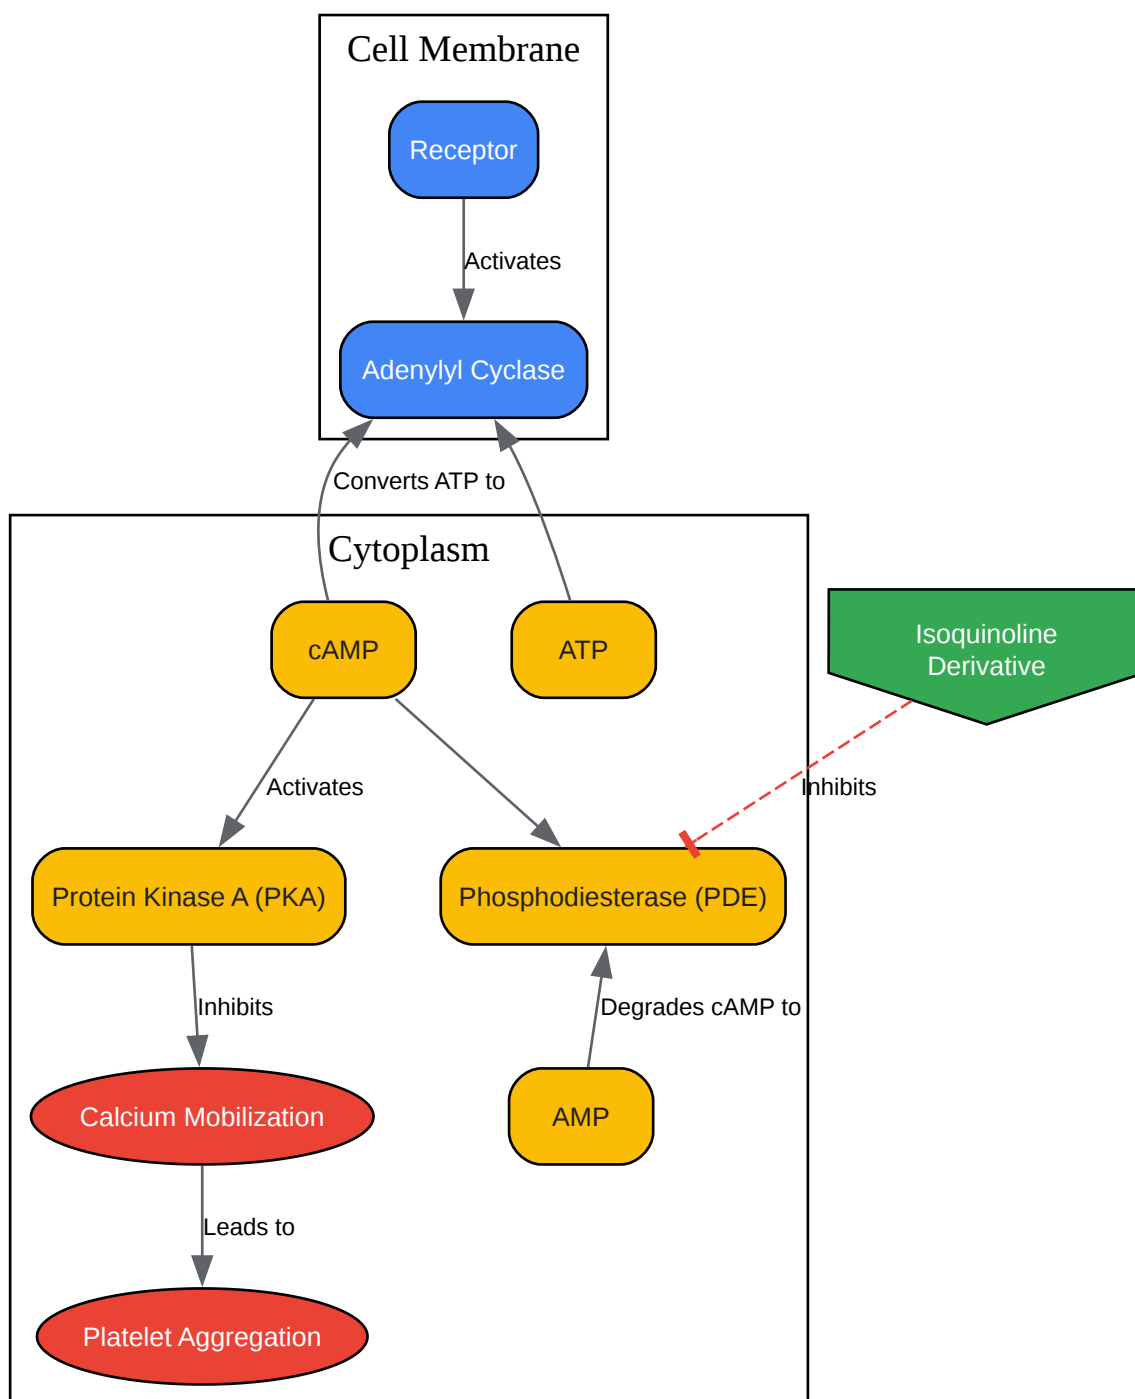 Cell Membrane
Receptor
Activates
Adenylyl Cyclase
Converts ATP to
Cytoplasm
cAMP
ATP
Isoquinoline
Derivative
Activates
Inhibits
Protein Kinase A (PKA)
Phosphodiesterase (PDE)
Inhibits
Degrades cAMP to
Calcium Mobilization
AMP
Leads to
Platelet Aggregation